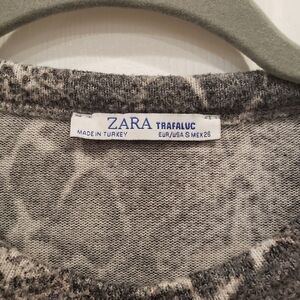 ZARA TRAFALUC
MADE IN TURKEY EUR/USA S MEX 26